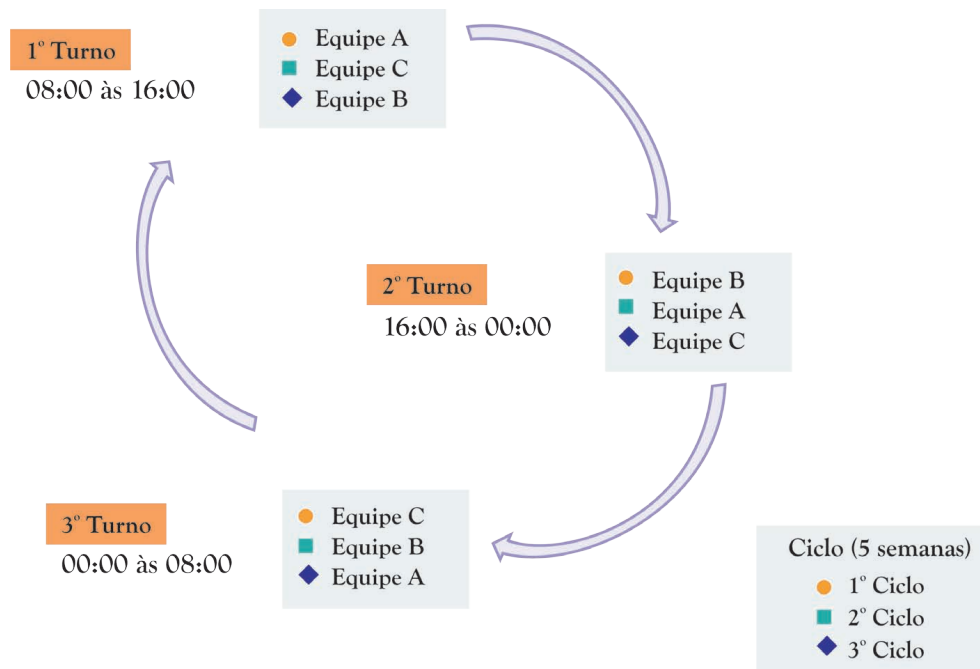 1º Turno
08:00 às 16:00
Equipe A
Equipe C
Equipe B
2º Turno
16:00 às 00:00
Equipe B
Equipe A
Equipe C
3º Turno
00:00 às 08:00
Equipe C
Equipe B
Equipe A
Ciclo (5 semanas)
1º Ciclo
2º Ciclo
3º Ciclo